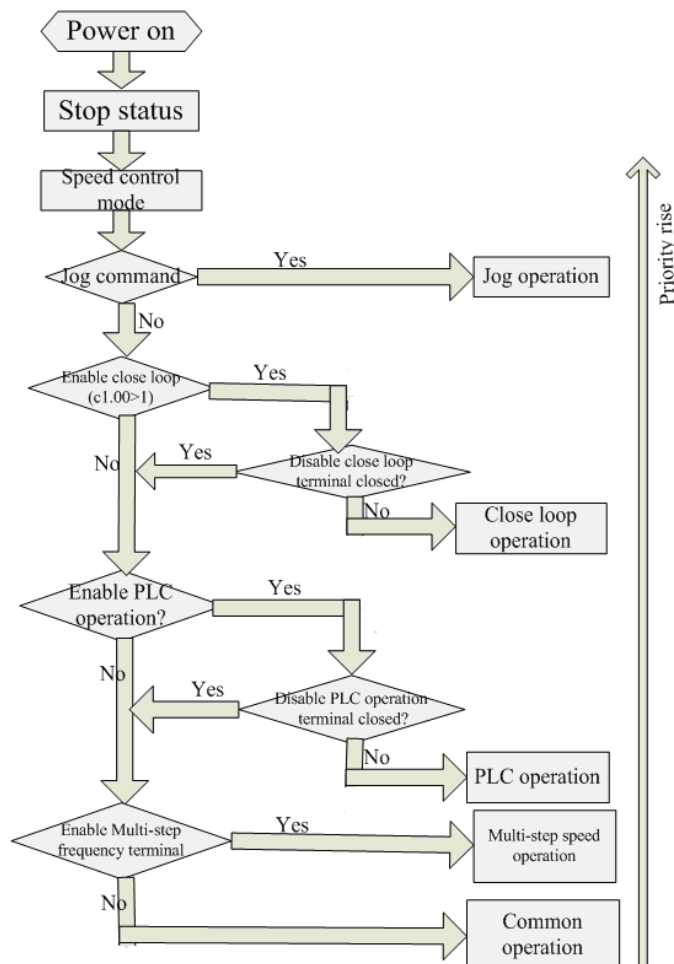 Power on
Stop status
Speed control
mode
Priority rise
Jog command
Yes
Jog operation
No
Enable close loop
(c1.00>1)
Yes
No
Yes
Disable close loop
terminal closed?
No
Close loop
operation
Enable PLC
operation?
Yes
No
Yes
Disable PLC operation
terminal closed?
No
PLC operation
Enable Multi-step
frequency terminal
Yes
Multi-step speed
operation
No
Common
operation